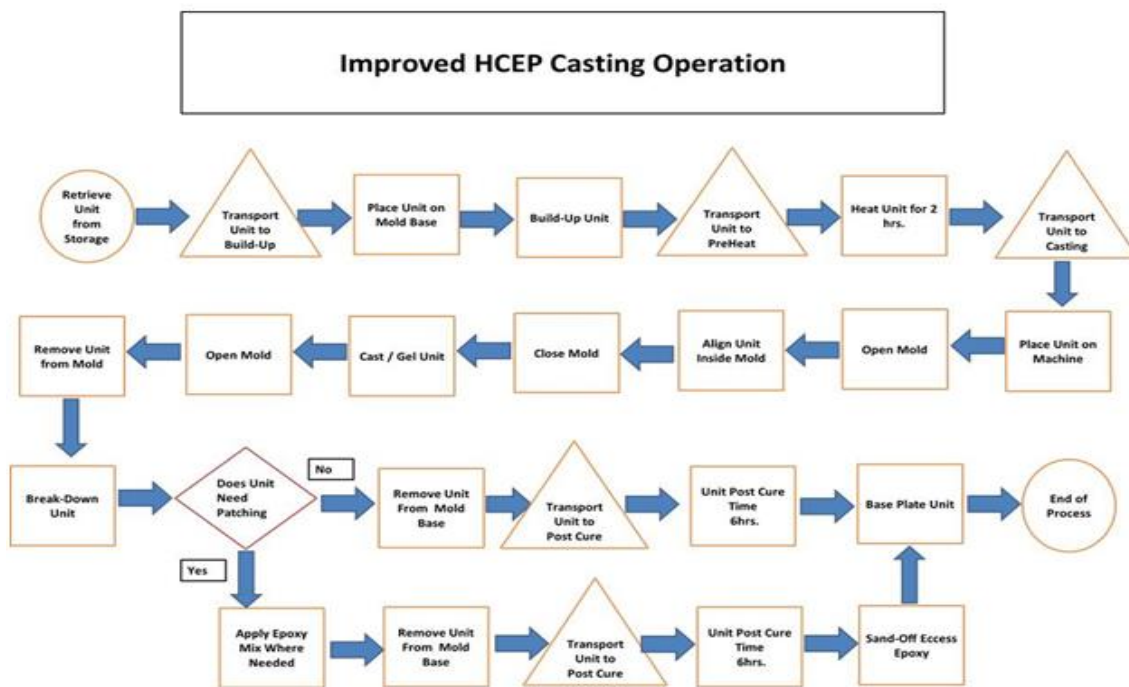 Improved HCEP Casting Operation
Retrieve
Unit
from
Storage
Transport
Unit to
Build-Up
Place Unit on
Mold Base
Build-Up Unit
Transport
Unit to
PreHeat
Heat Unit for 2
hrs.
Transport
Unit to
Casting
Remove Unit
from Mold
Open Mold
Cast / Gel Unit
Close Mold
Align Unit
Inside Mold
Open Mold
Place Unit on
Machine
Break-Down
Unit
Does Unit
Need
Patching
No
Remove Unit
From Mold
Base
Transport
Unit to
Post Cure
Unit Post Cure
Time
6hrs.
Base Plate Unit
End of
Process
Yes
Apply Epoxy
Mix Where
Needed
Remove Unit
From Mold
Base
Transport
Unit to
Post Cure
Unit Post Cure
Time
6hrs.
Sand-Off Eccess
Epoxy